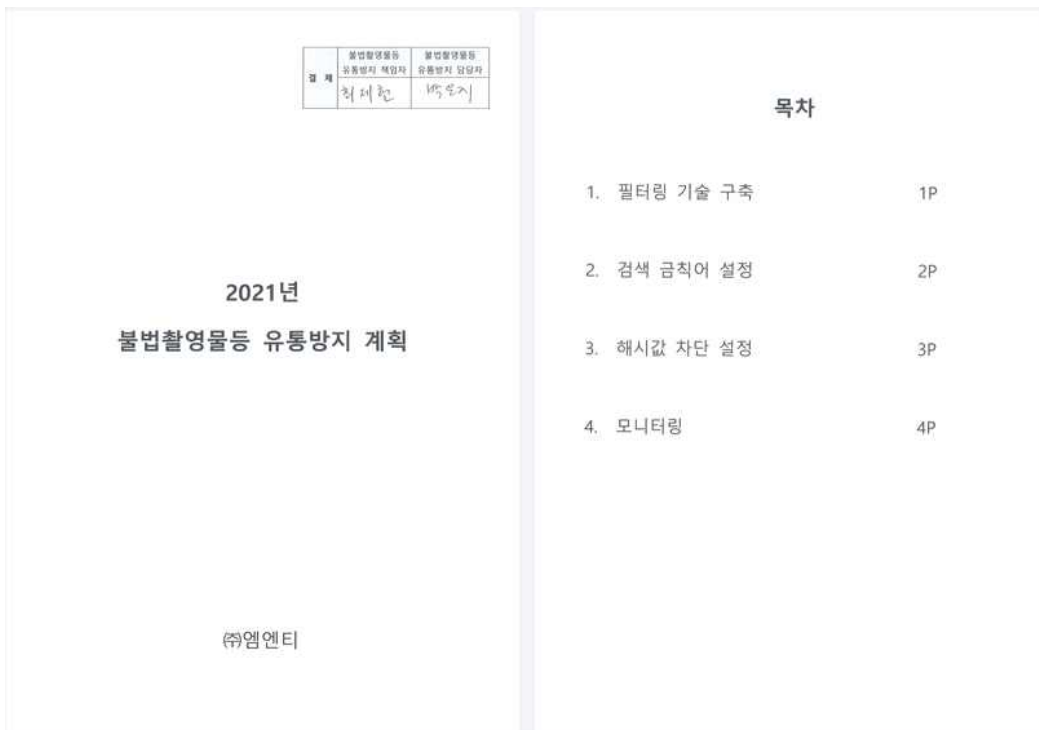 결 재
불법촬영물등
유통방지 책임자
불법촬영물등
유통방지 담당자
최제헌
2021년
불법촬영물등 유통방지 계획
㈜엠엔티
목차
1. 필터링 기술 구축 1P
2. 검색 금칙어 설정 2P
3. 해시값 차단 설정 3P
4. 모니터링 4P